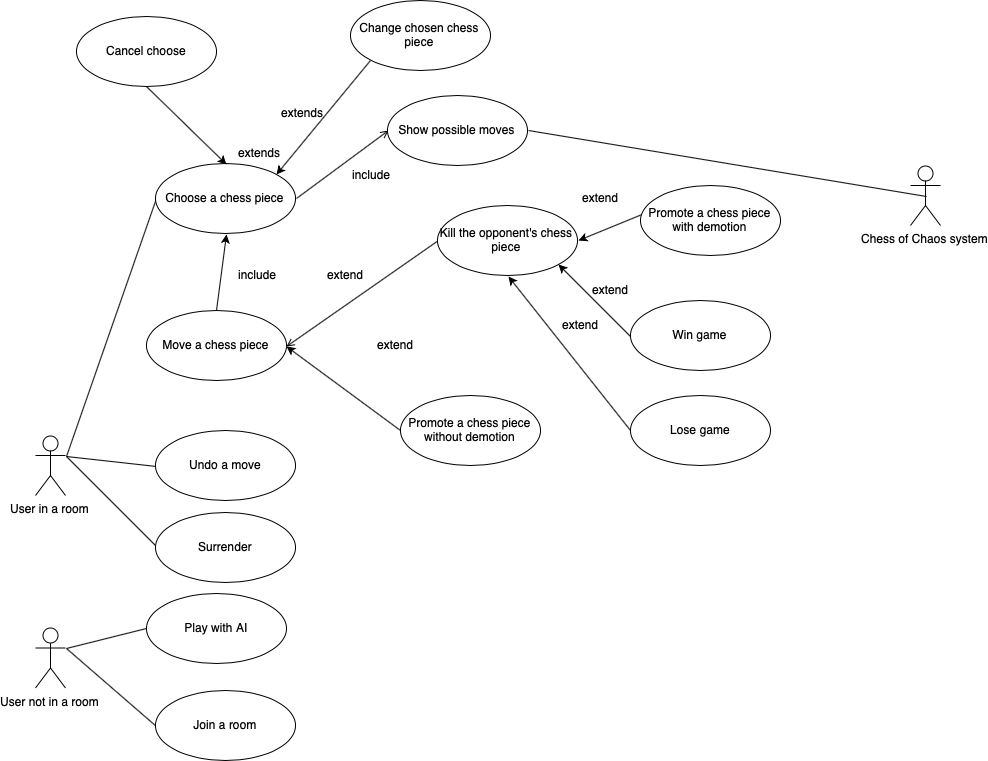 Change chosen chess
piece
Cancel choose
extends
Show possible moves
extends
include
Choose a chess piece
extend
Promote a chess piece
with demotion
Kill the opponent's chess
piece
Chess of Chaos system
include
extend
extend
extend
Win game
Move a chess piece
extend
Promote a chess piece
without demotion
Lose game
Undo a move
User in a room
Surrender
Play with AI
User not in a room
Join a room